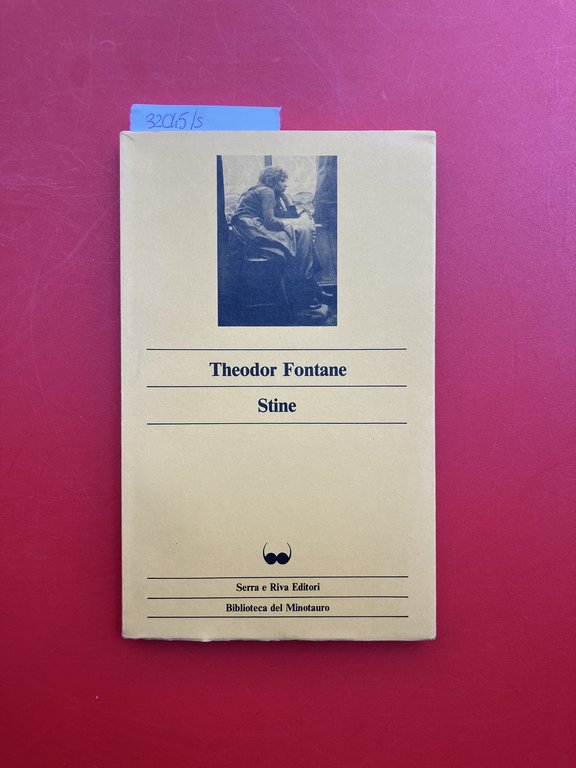 32045/s
Theodor Fontane
Stine
Serra e Riva Editori
Biblioteca del Minotauro